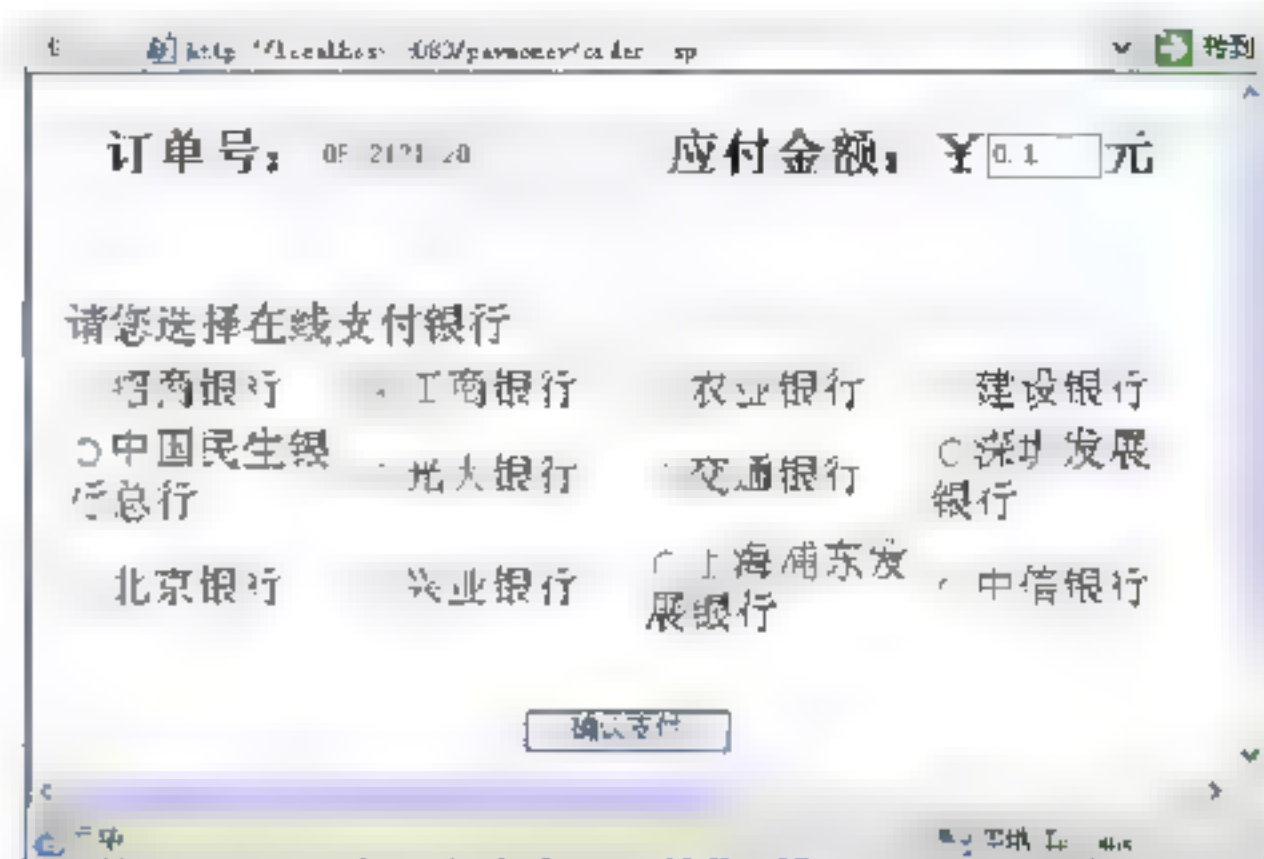 转到
订单号： 应付金额：￥0.1元
请您选择在线支付银行
招商银行 工商银行 农业银行 建设银行
中国民生银 光大银行 交通银行 深圳发展
行总行 银行
北京银行 兴业银行 上海浦东发 中信银行
展银行
确认支付